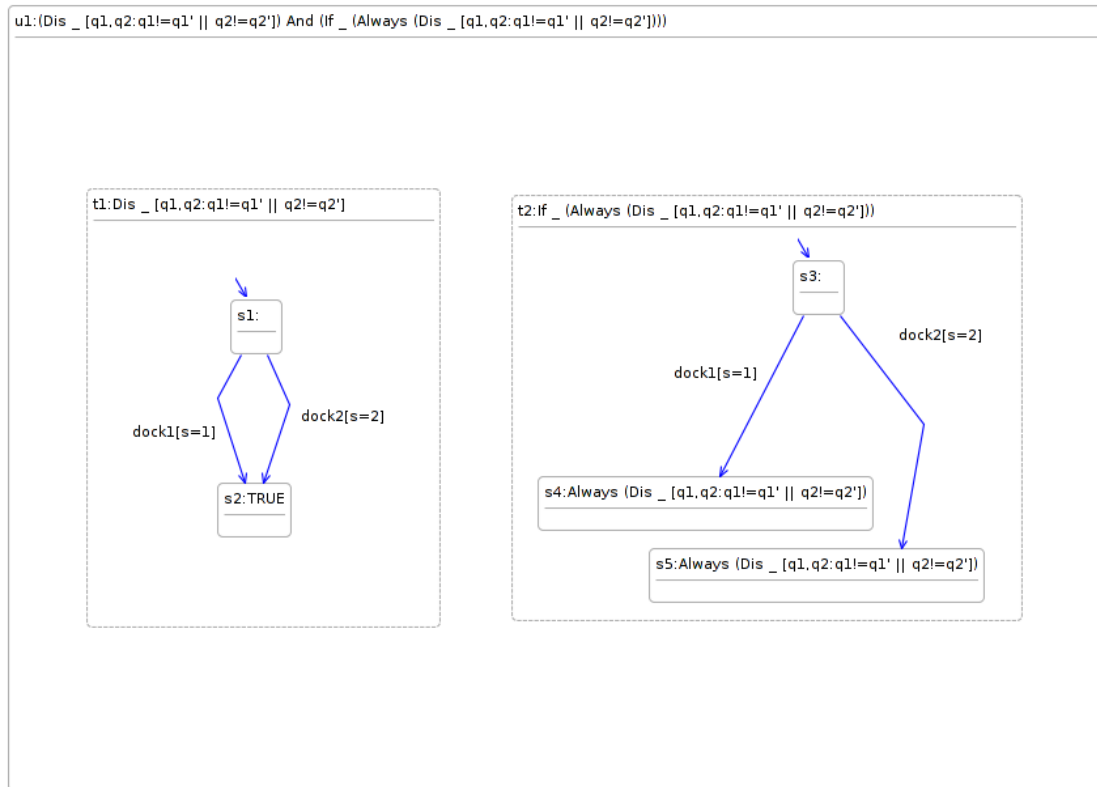 u1:(Dis _ [q1,q2:q1!=q1' || q2!=q2']) And (If _ (Always (Dis _ [q1,q2:q1!=q1' || q2!=q2'])))
t1:Dis _ [q1,q2:q1!=q1' || q2!=q2']
s1:
dock1[s=1]
dock2[s=2]
s2:TRUE
t2:If _ (Always (Dis _ [q1,q2:q1!=q1' || q2!=q2']))
s3:
dock1[s=1]
dock2[s=2]
s4:Always (Dis _ [q1,q2:q1!=q1' || q2!=q2'])
s5:Always (Dis _ [q1,q2:q1!=q1' || q2!=q2'])